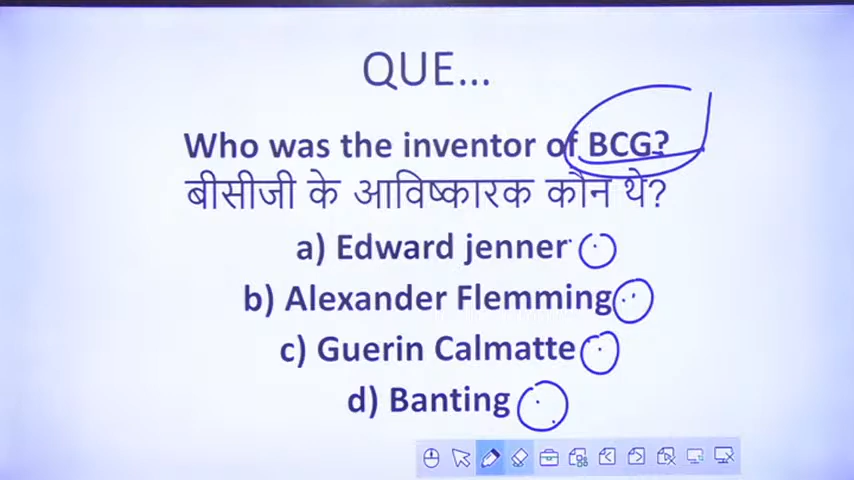 QUE...
Who was the inventor of BCG?
बीसीजी के आविष्कारक कौन थे?
a) Edward jenner
b) Alexander Flemming
c) Guerin Calmatte
d) Banting